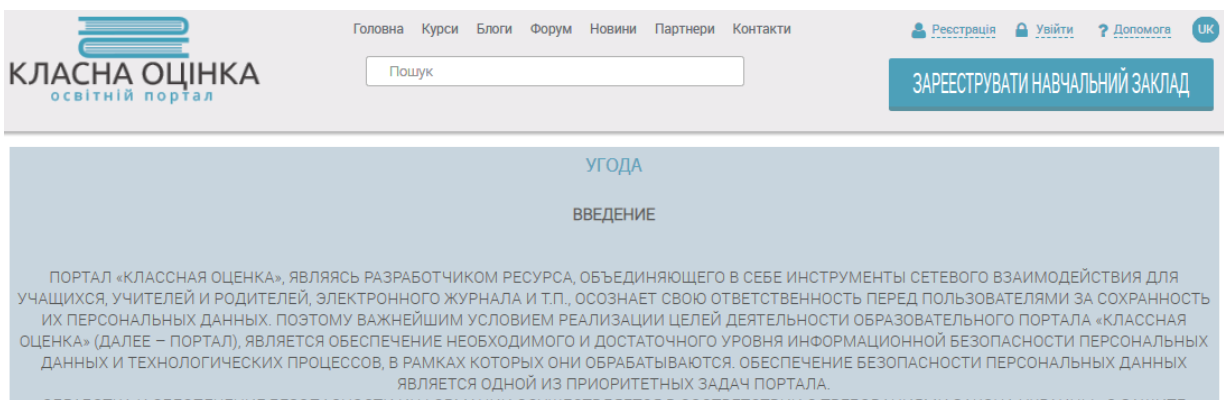 Головна Курси Блоги Форум Новини Партнери Контакти
Реєстрація Увійти ? Допомога UK
КЛАСНА ОЦІНКА
освітній портал
Пошук
ЗАРЕЕСТРУВАТИ НАВЧАЛЬНИЙ ЗАКЛАД
УГОДА
ВВЕДЕНИЕ
ПОРТАЛ «КЛАССНАЯ ОЦЕНКА», ЯВЛЯЯСЬ РАЗРАБОТЧИКОМ РЕСУРСА, ОБЪЕДИНЯЮЩЕГО В СЕБЕ ИНСТРУМЕНТЫ СЕТЕВОГО ВЗАИМОДЕЙСТВИЯ ДЛЯ
УЧАЩИХСЯ, УЧИТЕЛЕЙ И РОДИТЕЛЕЙ, ЭЛЕКТРОННОГО ЖУРНАЛА И Т.П., ОСОЗНАЕТ СВОЮ ОТВЕТСТВЕННОСТЬ ПЕРЕД ПОЛЬЗОВАТЕЛЯМИ ЗА СОХРАННОСТЬ
ИХ ПЕРСОНАЛЬНЫХ ДАННЫХ. ПОЭТОМУ ВАЖНЕЙШИМ УСЛОВИЕМ РЕАЛИЗАЦИИ ЦЕЛЕЙ ДЕЯТЕЛЬНОСТИ ОБРАЗОВАТЕЛЬНОГО ПОРТАЛА «КЛАССНАЯ
ОЦЕНКА» (ДАЛЕЕ – ПОРТАЛ), ЯВЛЯЕТСЯ ОБЕСПЕЧЕНИЕ НЕОБХОДИМОГО И ДОСТАТОЧНОГО УРОВНЯ ИНФОРМАЦИОННОЙ БЕЗОПАСНОСТИ ПЕРСОНАЛЬНЫХ
ДАННЫХ И ТЕХНОЛОГИЧЕСКИХ ПРОЦЕССОВ, В РАМКАХ КОТОРЫХ ОНИ ОБРАБАТЫВАЮТСЯ. ОБЕСПЕЧЕНИЕ БЕЗОПАСНОСТИ ПЕРСОНАЛЬНЫХ ДАННЫХ
ЯВЛЯЕТСЯ ОДНОЙ ИЗ ПРИОРИТЕТНЫХ ЗАДАЧ ПОРТАЛА.